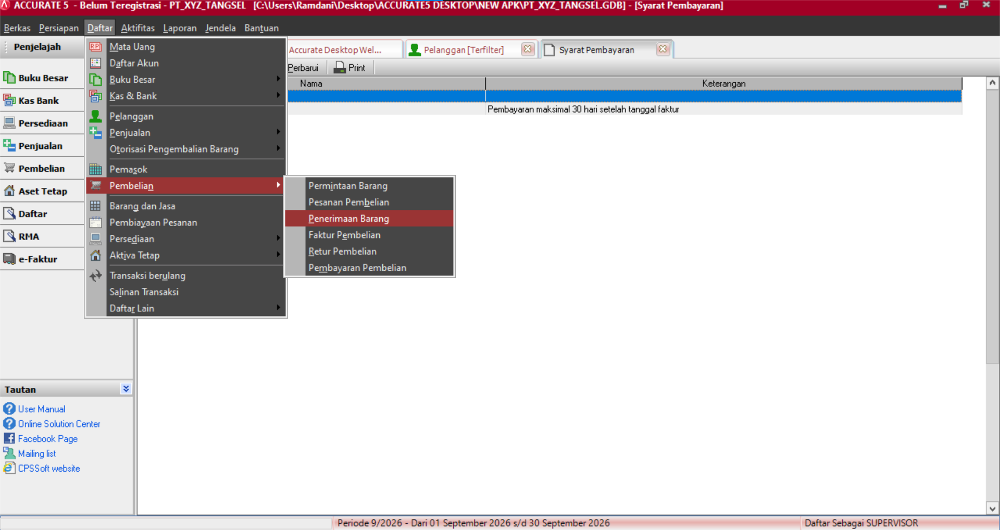 ACCURATE 5 - Belum Teregistrasi - PT_XYZ_TANGSEL [C:\Users\Ramdani\Desktop\ACCURATE5 DESKTOP\NEW APK\PT_XYZ_TANGSEL.GDB] - [Syarat Pembayaran]
Berkas Persiapan Daftar Aktifitas Laporan Jendela Bantuan
Penjelajah
Buku Besar
Kas Bank
Persediaan
Penjualan
Pembelian
Aset Tetap
Daftar
RMA
e-Faktur
Mata Uang
Daftar Akun
Buku Besar
Kas & Bank
Pelanggan
Penjualan
Otorisasi Pengembalian Barang
Pemasok
Pembelian
Barang dan Jasa
Pembiayaan Pesanan
Persediaan
Aktiva Tetap
Transaksi berulang
Salinan Transaksi
Daftar Lain
Permintaan Barang
Pesanan Pembelian
Penerimaan Barang
Faktur Pembelian
Retur Pembelian
Pembayaran Pembelian
Accurate Desktop Wel...
Pelanggan [Terfilter]
Syarat Pembayaran
Perbarui
Print
Nama
Keterangan
Pembayaran maksimal 30 hari setelah tanggal faktur
Tautan
User Manual
Online Solution Center
Facebook Page
Mailing list
CPSSoft website
Periode 9/2026 - Dari 01 September 2026 s/d 30 September 2026
Daftar Sebagai SUPERVISOR